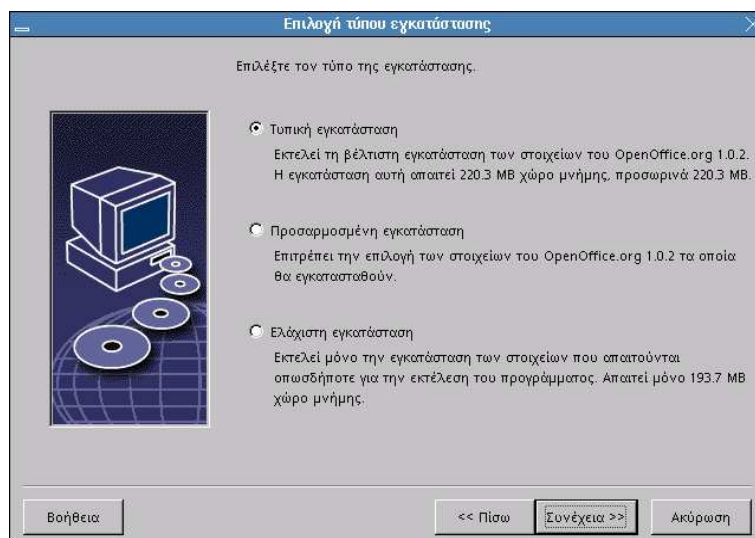 Επιλογή τύπου εγκατάστασης
Επιλέξτε τον τύπο της εγκατάστασης.
Τυπική εγκατάσταση
Εκτελεί τη βέλτιστη εγκατάσταση των στοιχείων του OpenOffice.org 1.0.2.
Η εγκατάσταση αυτή απαιτεί 220.3 MB χώρο μνήμης, προσωρινά 220.3 MB.
Προσαρμοσμένη εγκατάσταση
Επιτρέπει την επιλογή των στοιχείων του OpenOffice.org 1.0.2 τα οποία
θα εγκατασταθούν.
Ελάχιστη εγκατάσταση
Εκτελεί μόνο την εγκατάσταση των στοιχείων που απαιτούνται
οπωσδήποτε για την εκτέλεση του προγράμματος. Απαιτεί μόνο 193.7 MB
χώρο μνήμης.
Βοήθεια
<< Πίσω
Συνέχεια >>
Ακύρωση